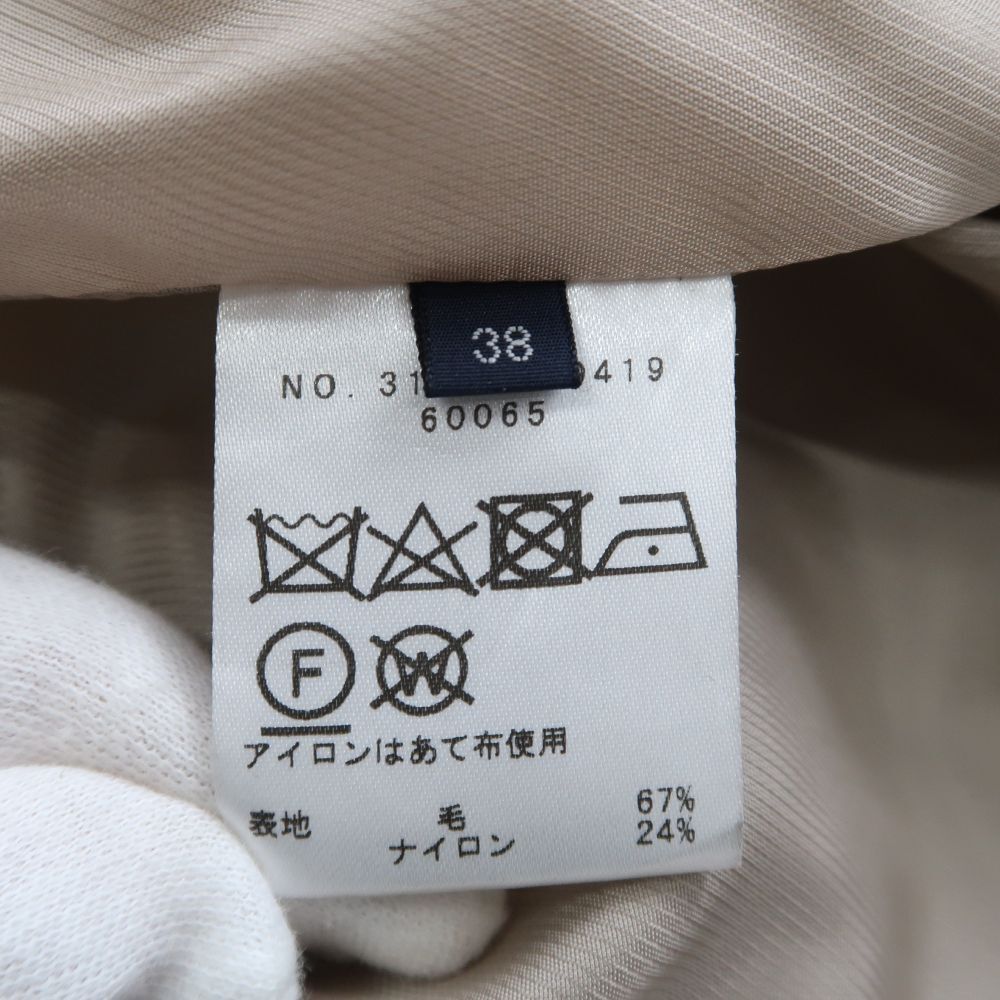 38
NO. 31 0419
60065
F
W
アイロンはあて布使用
表地 毛 67%
ナイロン 24%